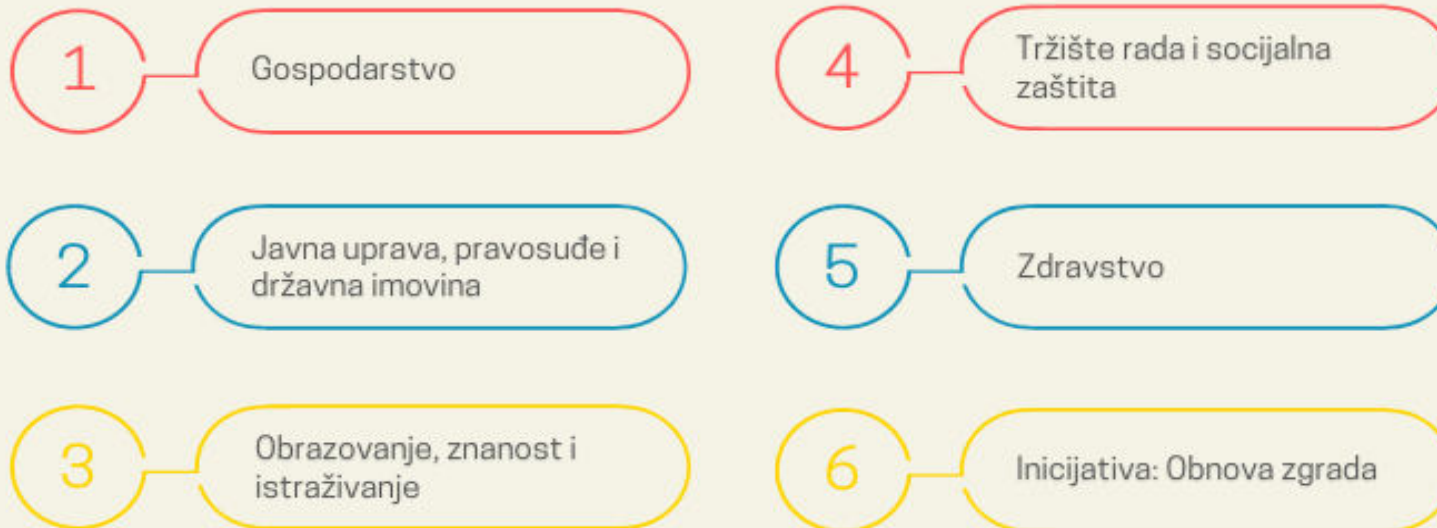 1
Gospodarstvo
2
Javna uprava, pravosuđe i
državna imovina
3
Obrazovanje, znanost i
istraživanje
4
Tržište rada i socijalna
zaštita
5
Zdravstvo
6
Inicijativa: Obnova zgrada